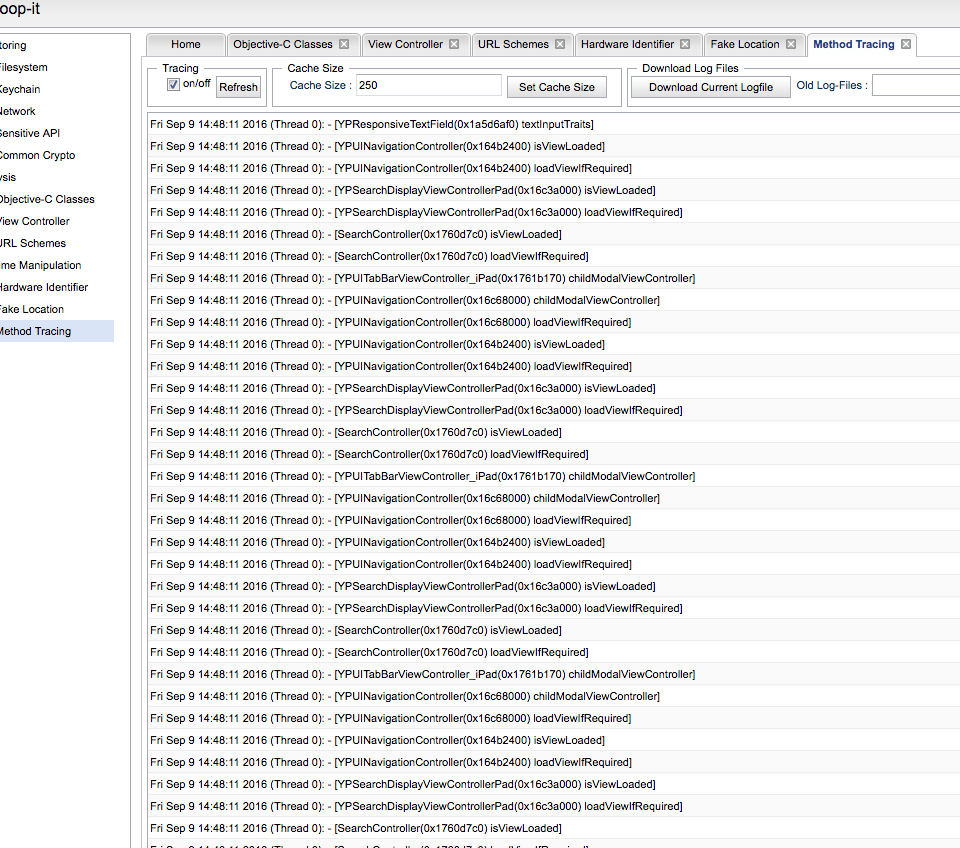 oop-it
toring
Filesystem
Keychain
Network
Sensitive API
Common Crypto
ysis
Objective-C Classes
View Controller
URL Schemes
ime Manipulation
Hardware Identifier
Fake Location
Method Tracing
Home Objective-C Classes View Controller URL Schemes Hardware Identifier Fake Location Method Tracing
Tracing Cache Size Download Log Files
on/off Refresh Cache Size : 250 Set Cache Size Download Current Logfile Old Log-Files :
Fri Sep 9 14:48:11 2016 (Thread 0): - [YPResponsiveTextField(0x1a5d6af0) textInputTraits]
Fri Sep 9 14:48:11 2016 (Thread 0): - [YPUINavigationController(0x164b2400) isViewLoaded]
Fri Sep 9 14:48:11 2016 (Thread 0): - [YPUINavigationController(0x164b2400) loadViewIfRequired]
Fri Sep 9 14:48:11 2016 (Thread 0): - [YPSearchDisplayViewControllerPad(0x16c3a000) isViewLoaded]
Fri Sep 9 14:48:11 2016 (Thread 0): - [YPSearchDisplayViewControllerPad(0x16c3a000) loadViewIfRequired]
Fri Sep 9 14:48:11 2016 (Thread 0): - [SearchController(0x1760d7c0) isViewLoaded]
Fri Sep 9 14:48:11 2016 (Thread 0): - [SearchController(0x1760d7c0) loadViewIfRequired]
Fri Sep 9 14:48:11 2016 (Thread 0): - [YPUITabBarViewController_iPad(0x1761b170) childModalViewController]
Fri Sep 9 14:48:11 2016 (Thread 0): - [YPUINavigationController(0x16c68000) childModalViewController]
Fri Sep 9 14:48:11 2016 (Thread 0): - [YPUINavigationController(0x16c68000) loadViewIfRequired]
Fri Sep 9 14:48:11 2016 (Thread 0): - [YPUINavigationController(0x164b2400) isViewLoaded]
Fri Sep 9 14:48:11 2016 (Thread 0): - [YPUINavigationController(0x164b2400) loadViewIfRequired]
Fri Sep 9 14:48:11 2016 (Thread 0): - [YPSearchDisplayViewControllerPad(0x16c3a000) isViewLoaded]
Fri Sep 9 14:48:11 2016 (Thread 0): - [YPSearchDisplayViewControllerPad(0x16c3a000) loadViewIfRequired]
Fri Sep 9 14:48:11 2016 (Thread 0): - [SearchController(0x1760d7c0) isViewLoaded]
Fri Sep 9 14:48:11 2016 (Thread 0): - [SearchController(0x1760d7c0) loadViewIfRequired]
Fri Sep 9 14:48:11 2016 (Thread 0): - [YPUITabBarViewController_iPad(0x1761b170) childModalViewController]
Fri Sep 9 14:48:11 2016 (Thread 0): - [YPUINavigationController(0x16c68000) childModalViewController]
Fri Sep 9 14:48:11 2016 (Thread 0): - [YPUINavigationController(0x16c68000) loadViewIfRequired]
Fri Sep 9 14:48:11 2016 (Thread 0): - [YPUINavigationController(0x164b2400) isViewLoaded]
Fri Sep 9 14:48:11 2016 (Thread 0): - [YPUINavigationController(0x164b2400) loadViewIfRequired]
Fri Sep 9 14:48:11 2016 (Thread 0): - [YPSearchDisplayViewControllerPad(0x16c3a000) isViewLoaded]
Fri Sep 9 14:48:11 2016 (Thread 0): - [YPSearchDisplayViewControllerPad(0x16c3a000) loadViewIfRequired]
Fri Sep 9 14:48:11 2016 (Thread 0): - [SearchController(0x1760d7c0) isViewLoaded]
Fri Sep 9 14:48:11 2016 (Thread 0): - [SearchController(0x1760d7c0) loadViewIfRequired]
Fri Sep 9 14:48:11 2016 (Thread 0): - [YPUITabBarViewController_iPad(0x1761b170) childModalViewController]
Fri Sep 9 14:48:11 2016 (Thread 0): - [YPUINavigationController(0x16c68000) childModalViewController]
Fri Sep 9 14:48:11 2016 (Thread 0): - [YPUINavigationController(0x16c68000) loadViewIfRequired]
Fri Sep 9 14:48:11 2016 (Thread 0): - [YPUINavigationController(0x164b2400) isViewLoaded]
Fri Sep 9 14:48:11 2016 (Thread 0): - [YPUINavigationController(0x164b2400) loadViewIfRequired]
Fri Sep 9 14:48:11 2016 (Thread 0): - [YPSearchDisplayViewControllerPad(0x16c3a000) isViewLoaded]
Fri Sep 9 14:48:11 2016 (Thread 0): - [YPSearchDisplayViewControllerPad(0x16c3a000) loadViewIfRequired]
Fri Sep 9 14:48:11 2016 (Thread 0): - [SearchController(0x1760d7c0) isViewLoaded]